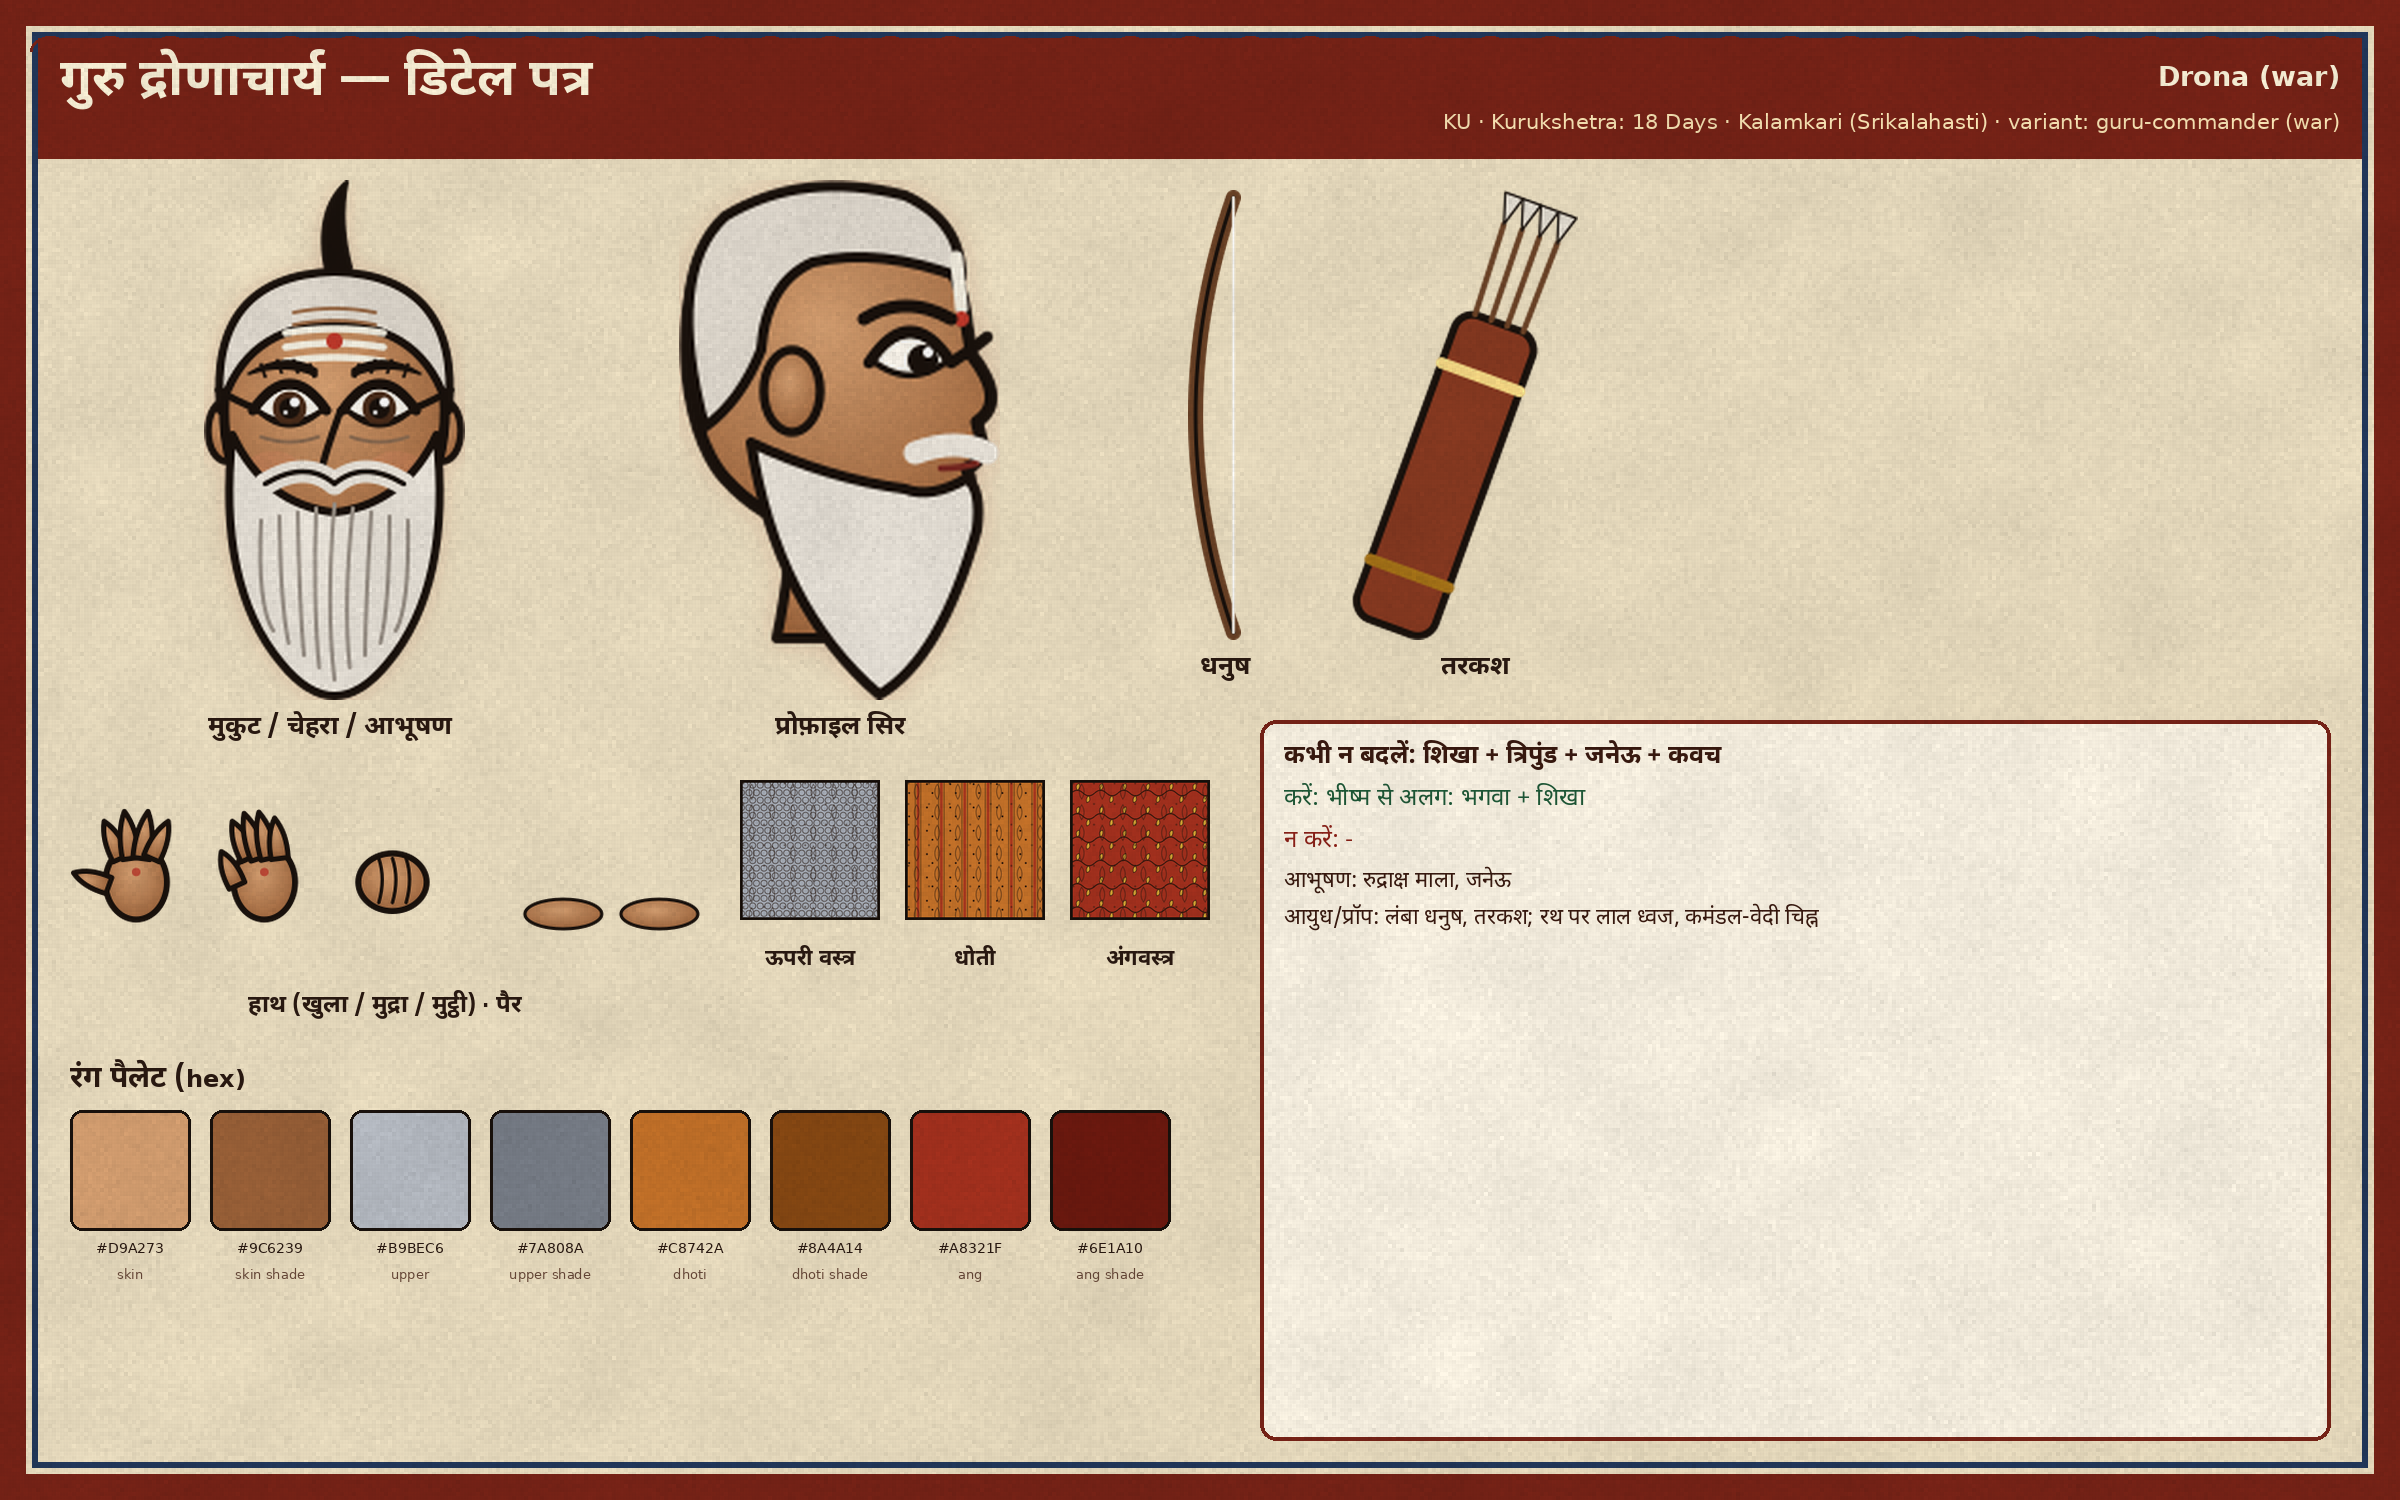 गुरु द्रोणाचार्य — डिटेल पत्र
Drona (war)
KU · Kurukshetra: 18 Days · Kalamkari (Srikalahasti) · variant: guru-commander (war)
धनुष
तरकश
मुकुट / चेहरा / आभूषण
प्रोफ़ाइल सिर
कभी न बदलें: शिखा + त्रिपुंड + जनेऊ + कवच
करें: भीष्म से अलग: भगवा + शिखा
न करें: -
आभूषण: रुद्राक्ष माला, जनेऊ
आयुध/प्रॉप: लंबा धनुष, तरकश; रथ पर लाल ध्वज, कमंडल-वेदी चिह्न
ऊपरी वस्त्र
धोती
अंगवस्त्र
हाथ (खुला / मुद्रा / मुट्ठी) · पैर
रंग पैलेट (hex)
#D9A273 #9C6239 #B9BEC6 #7A808A #C8742A #8A4A14 #A8321F #6E1A10
skin skin shade upper upper shade dhoti dhoti shade ang ang shade